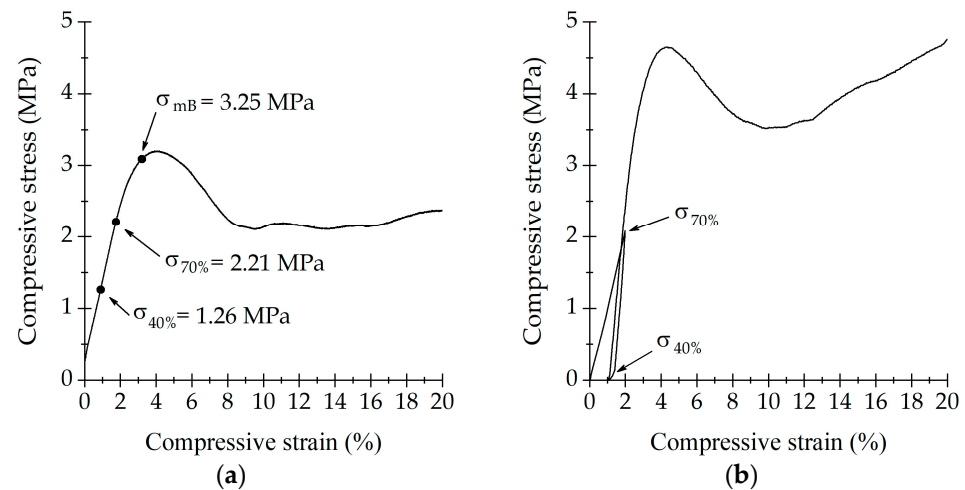 Compressive stress (MPa)
5
4
3
2
1
0
σmB = 3.25 MPa
σ70% = 2.21 MPa
σ40% = 1.26 MPa
0 2 4 6 8 10 12 14 16 18 20
Compressive strain (%)
(a)
Compressive stress (MPa)
5
4
3
2
1
0
σ70%
σ40%
0 2 4 6 8 10 12 14 16 18 20
Compressive strain (%)
(b)